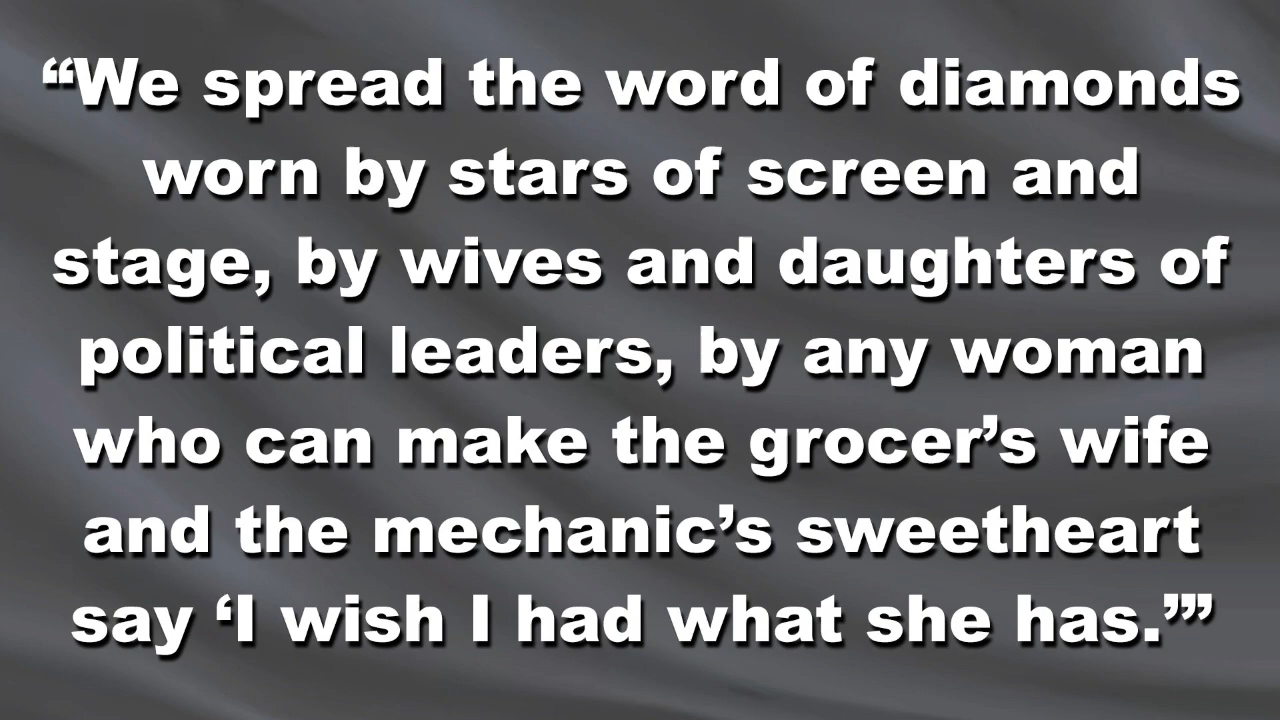 “We spread the word of diamonds
worn by stars of screen and
stage, by wives and daughters of
political leaders, by any woman
who can make the grocer’s wife
and the mechanic’s sweetheart
say ‘I wish I had what she has.’”